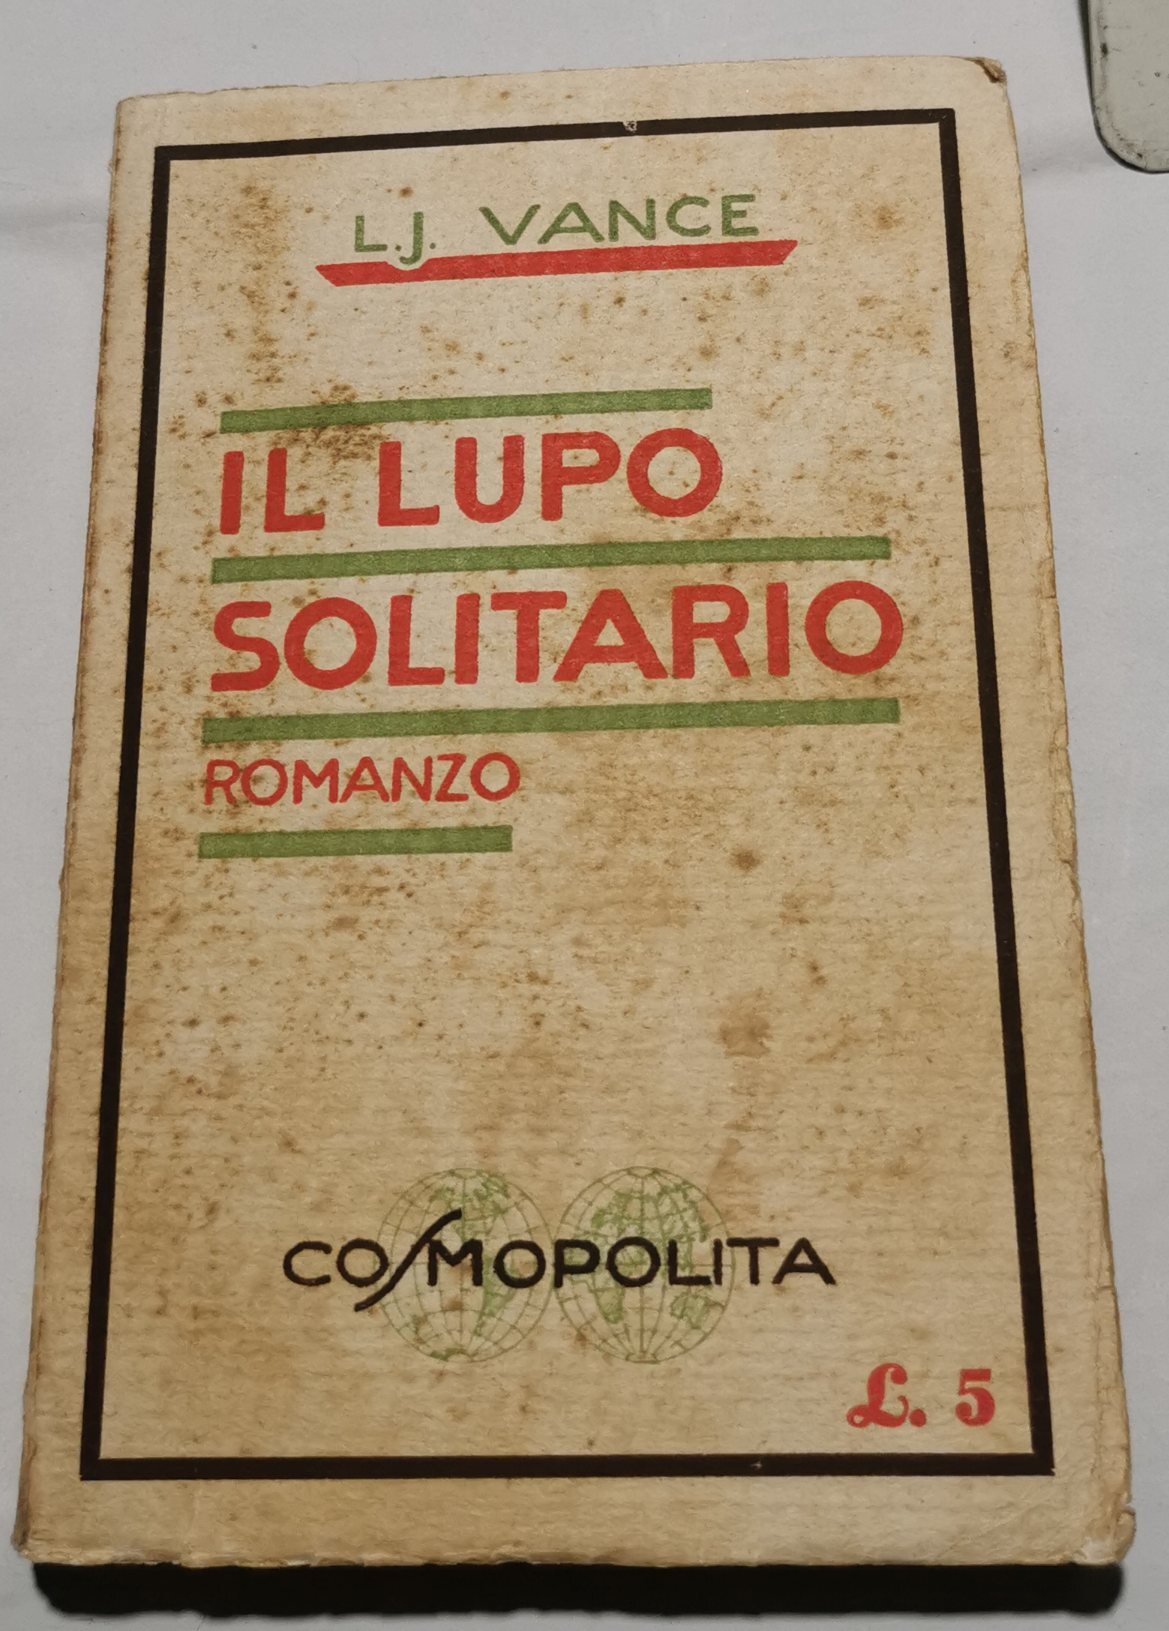 L.J. VANCE
IL LUPO
SOLITARIO
ROMANZO
COSMOPOLITA
L. 5